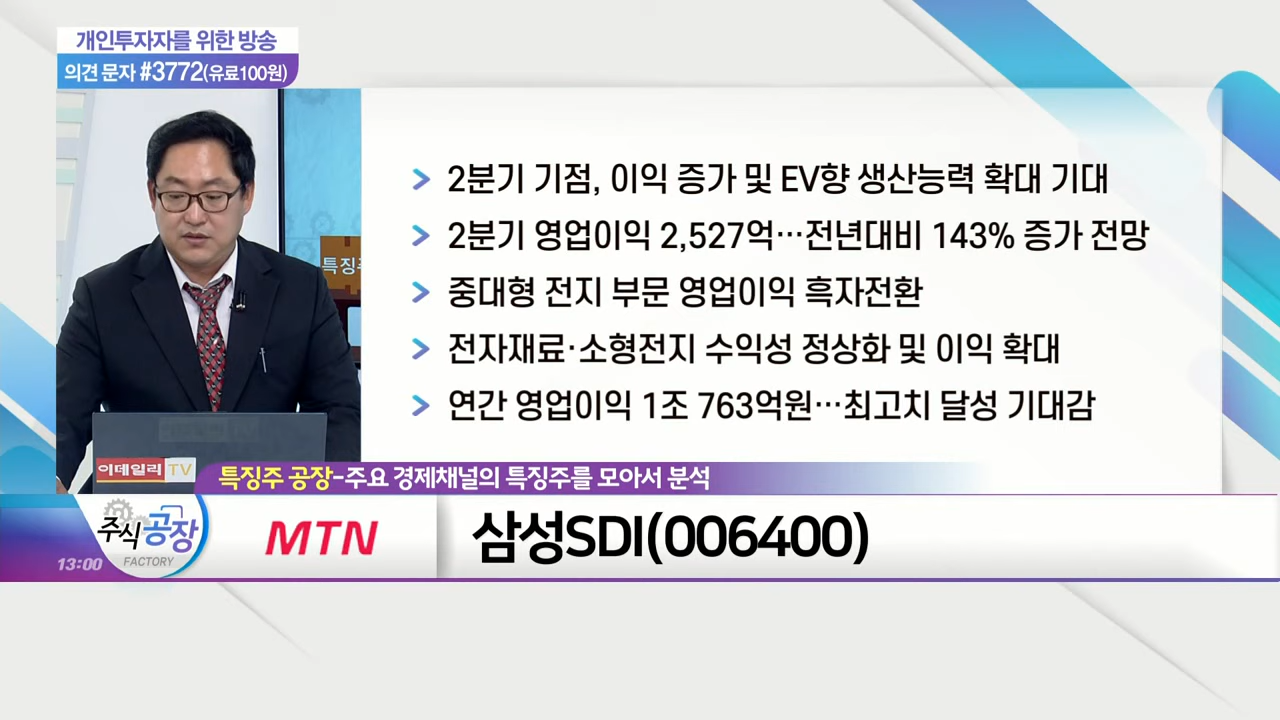 개인투자자를 위한 방송
의견 문자 #3772(유료100원)
특징주
> 2분기 기점, 이익 증가 및 EV향 생산능력 확대 기대
> 2분기 영업이익 2,527억…전년대비 143% 증가 전망
> 중대형 전지 부문 영업이익 흑자전환
> 전자재료·소형전지 수익성 정상화 및 이익 확대
> 연간 영업이익 1조 763억원…최고치 달성 기대감
이데일리 TV
특징주 공장-주요 경제채널의 특징주를 모아서 분석
주식공장
FACTORY
13:00
MTN
삼성SDI(006400)